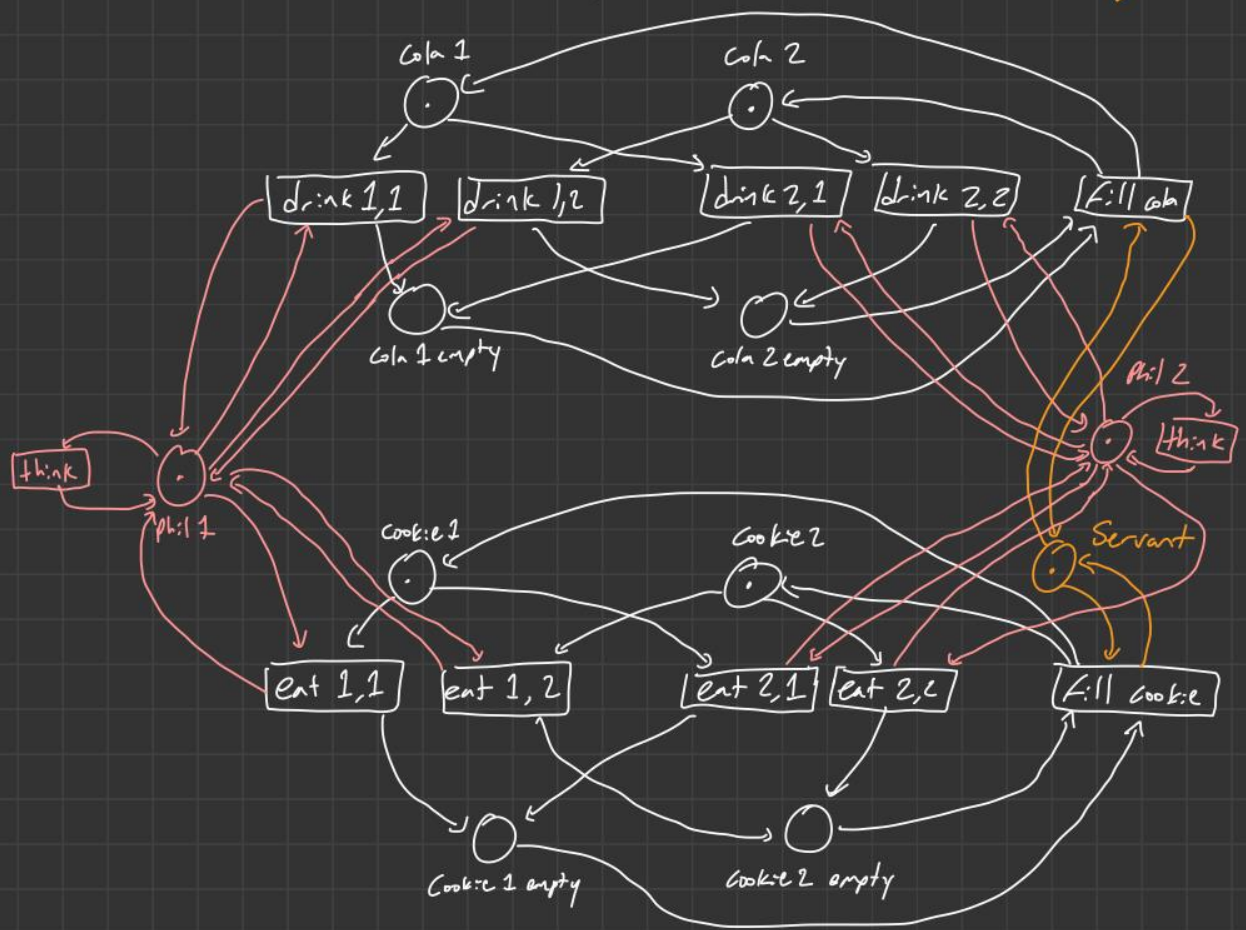 Cola 1
Cola 2
drink 1,1
drink 1,2
drink 2,1
drink 2,2
Fill cola
Cola 1 empty
Cola 2 empty
Phil 2
think
think
Phil 1
Cookie 1
Cookie 2
Servant
eat 1,1
eat 1, 2
eat 2,1
eat 2,2
Fill cookie
Cookie 1 empty
Cookie 2 empty